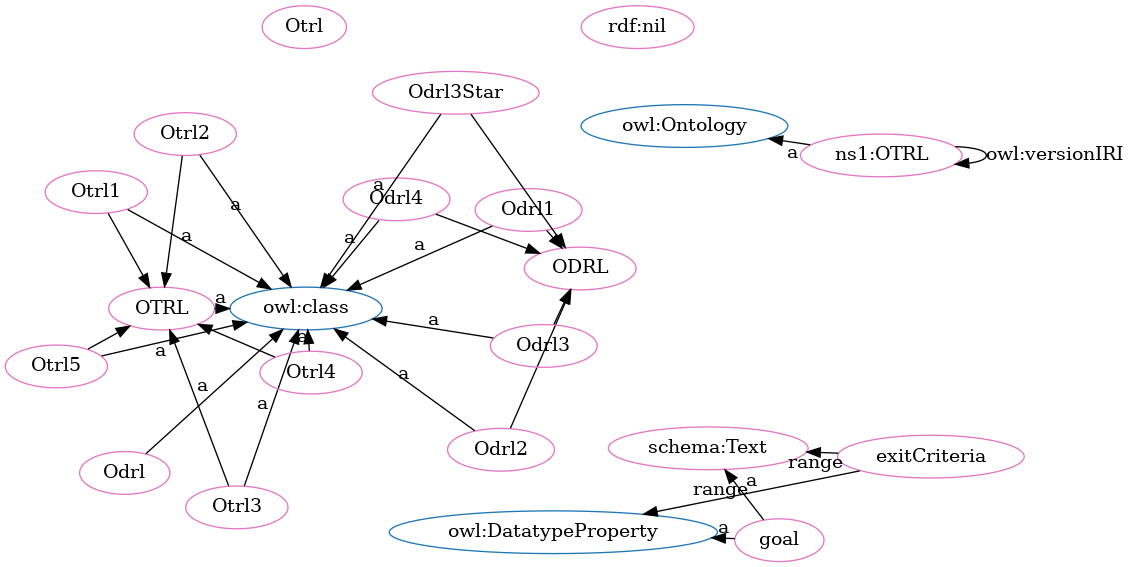 Otrl
rdf:nil
Odrl3Star
owl:Ontology
Otrl2
ns1:OTRL
owl:versionIRI
a
Otrl1
a
Odrl4
a
Odrl1
a
a
a
ODRL
OTRL
a
owl:class
a
Odrl3
a
a
Otrl5
Otrl4
a
a
a
Odrl2
schema:Text
exitCriteria
range
Odrl
a
range
Otrl3
owl:DatatypeProperty
a
goal